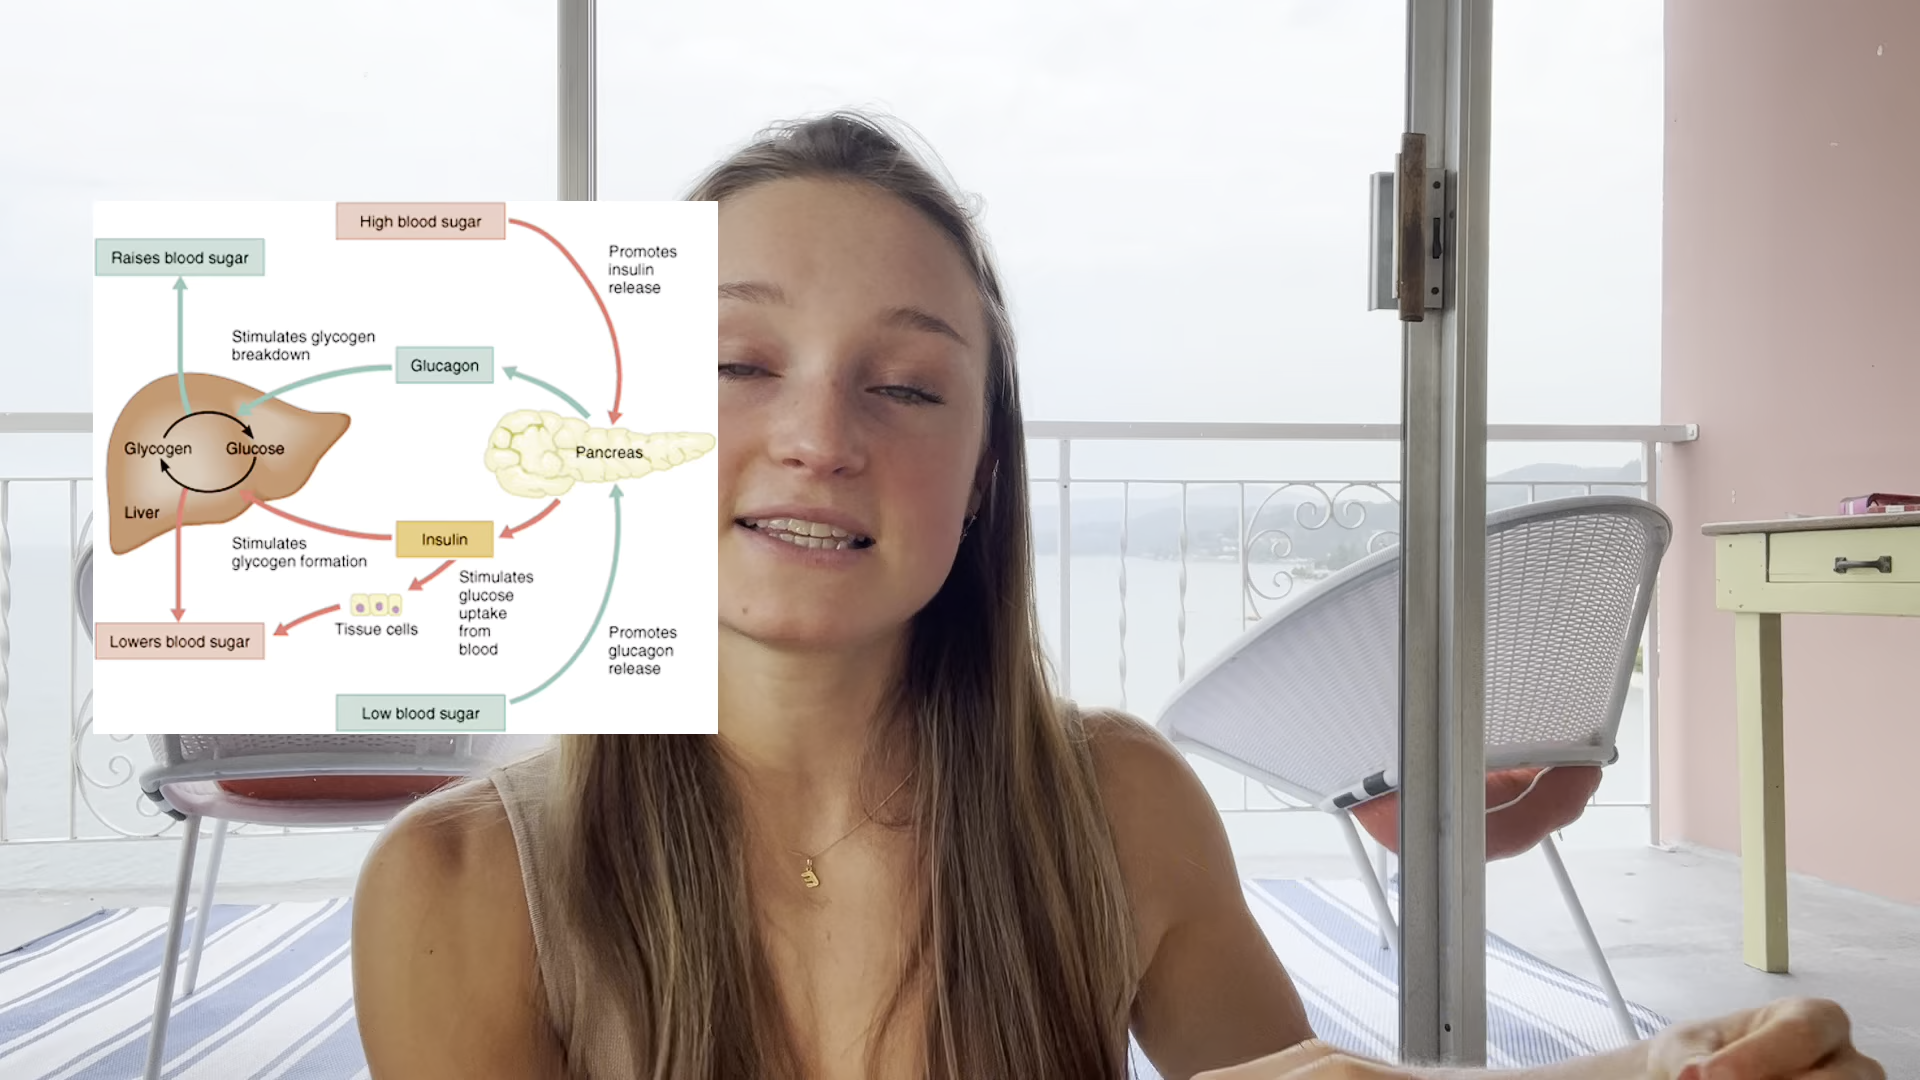 High blood sugar
Raises blood sugar
Promotes
insulin
release
Stimulates glycogen
breakdown
Glucagon
Glycogen
Glucose
Pancreas
Liver
Insulin
Stimulates
glycogen formation
Stimulates
glucose
uptake
from
blood
Tissue cells
Lowers blood sugar
Promotes
glucagon
release
Low blood sugar